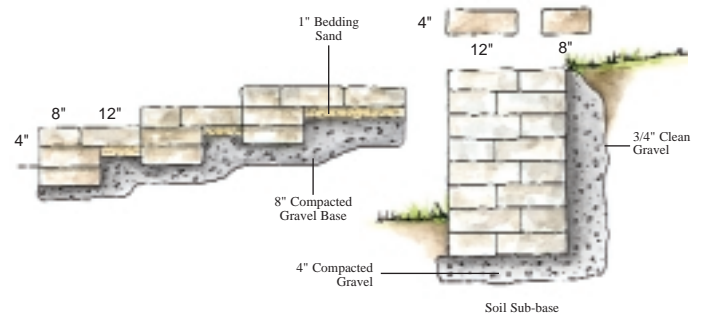 1" Bedding
Sand
8"
12"
4"
8" Compacted
Gravel Base
4"
12"
8"
3/4" Clean
Gravel
4" Compacted
Gravel
Soil Sub-base